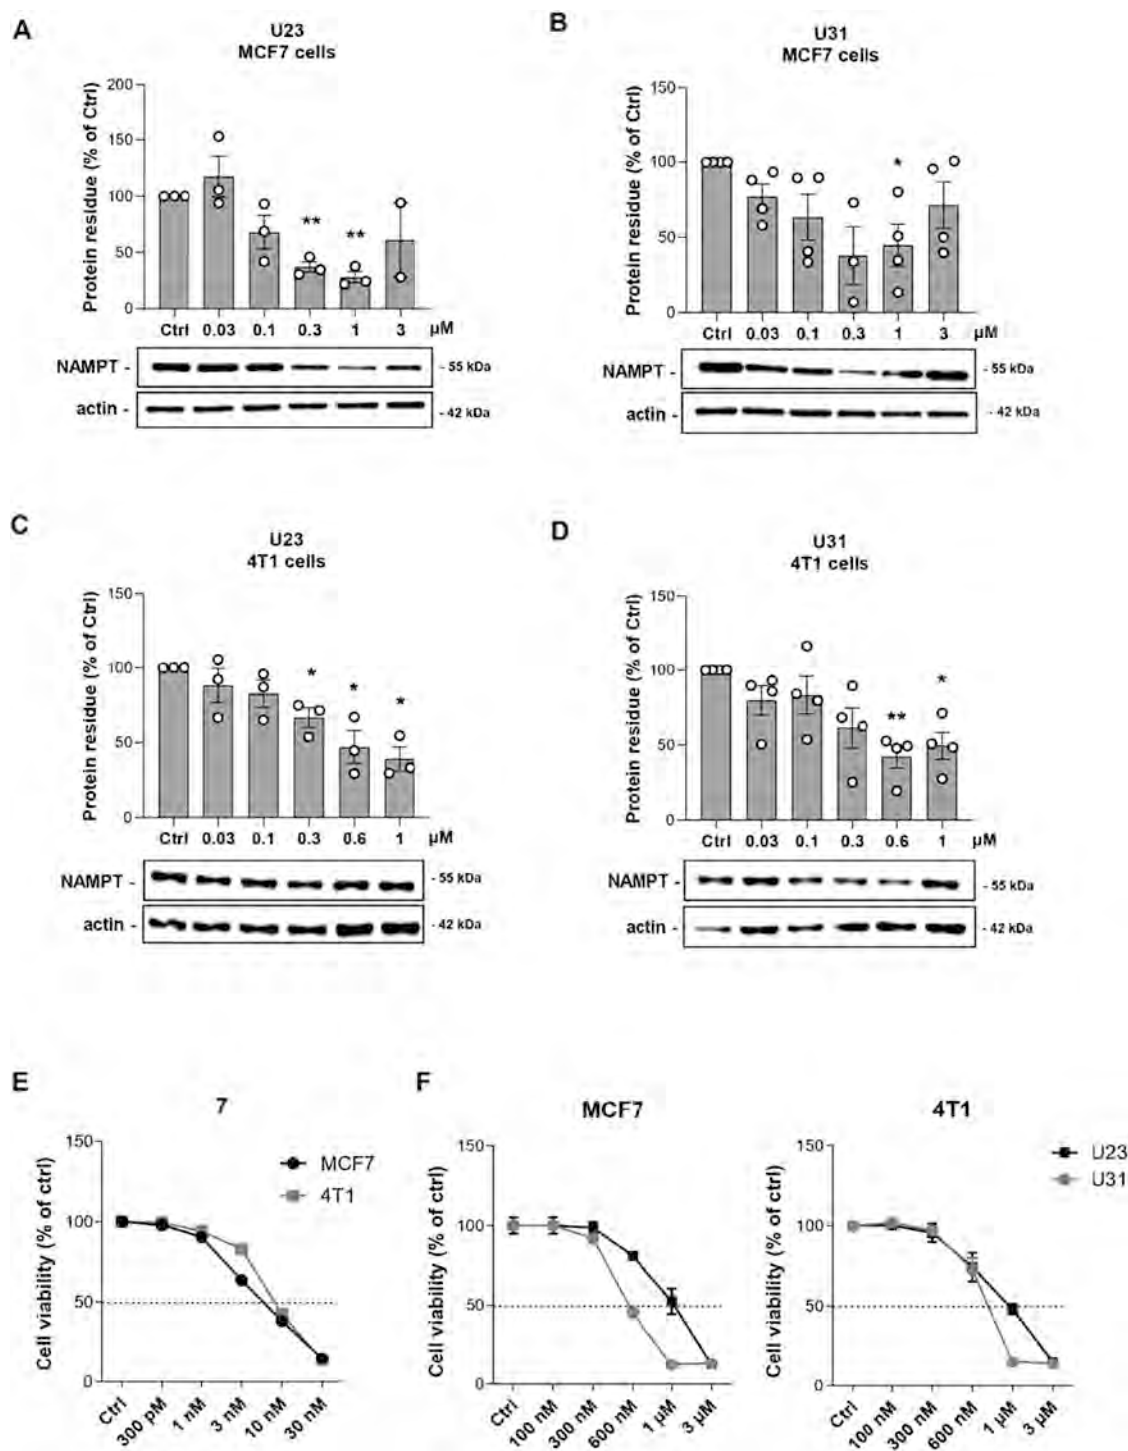 A
U23
MCF7 cells
Protein residue (% of Ctrl)
200
150
100
50
0
** **
Ctrl 0.03 0.1 0.3 1 3 µM
NAMPT - - 55 kDa
actin - - 42 kDa
B
U31
MCF7 cells
Protein residue (% of Ctrl)
150
100
50
0
*
Ctrl 0.03 0.1 0.3 1 3 µM
NAMPT - - 55 kDa
actin - - 42 kDa
C
U23
4T1 cells
Protein residue (% of Ctrl)
150
100
50
0
* * *
Ctrl 0.03 0.1 0.3 0.6 1 µM
NAMPT - - 55 kDa
actin - - 42 kDa
D
U31
4T1 cells
Protein residue (% of Ctrl)
150
100
50
0
** *
Ctrl 0.03 0.1 0.3 0.6 1 µM
NAMPT - - 55 kDa
actin - - 42 kDa
E
7
Cell viability (% of ctrl)
150
100
50
0
MCF7
4T1
Ctrl 300 pM 1 nM 3 nM 10 nM 30 nM
F
MCF7
Cell viability (% of ctrl)
150
100
50
0
Ctrl 100 nM 300 nM 600 nM 1 µM 3 µM
4T1
Cell viability (% of ctrl)
150
100
50
0
U23
U31
Ctrl 100 nM 300 nM 600 nM 1 µM 3 µM